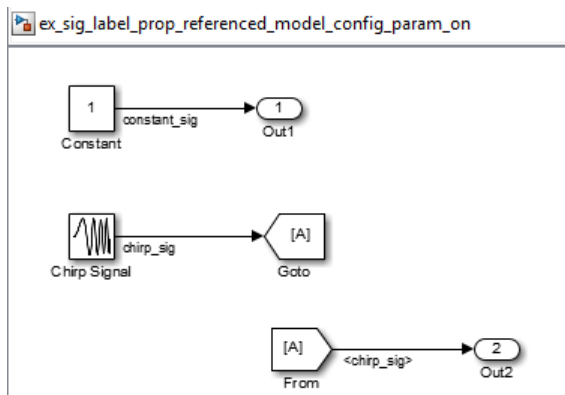 ex_sig_label_prop_referenced_model_config_param_on
1
constant_sig
1
Constant
Out1
chirp_sig
[A]
Chirp Signal
Goto
[A]
<chirp_sig>
2
From
Out2